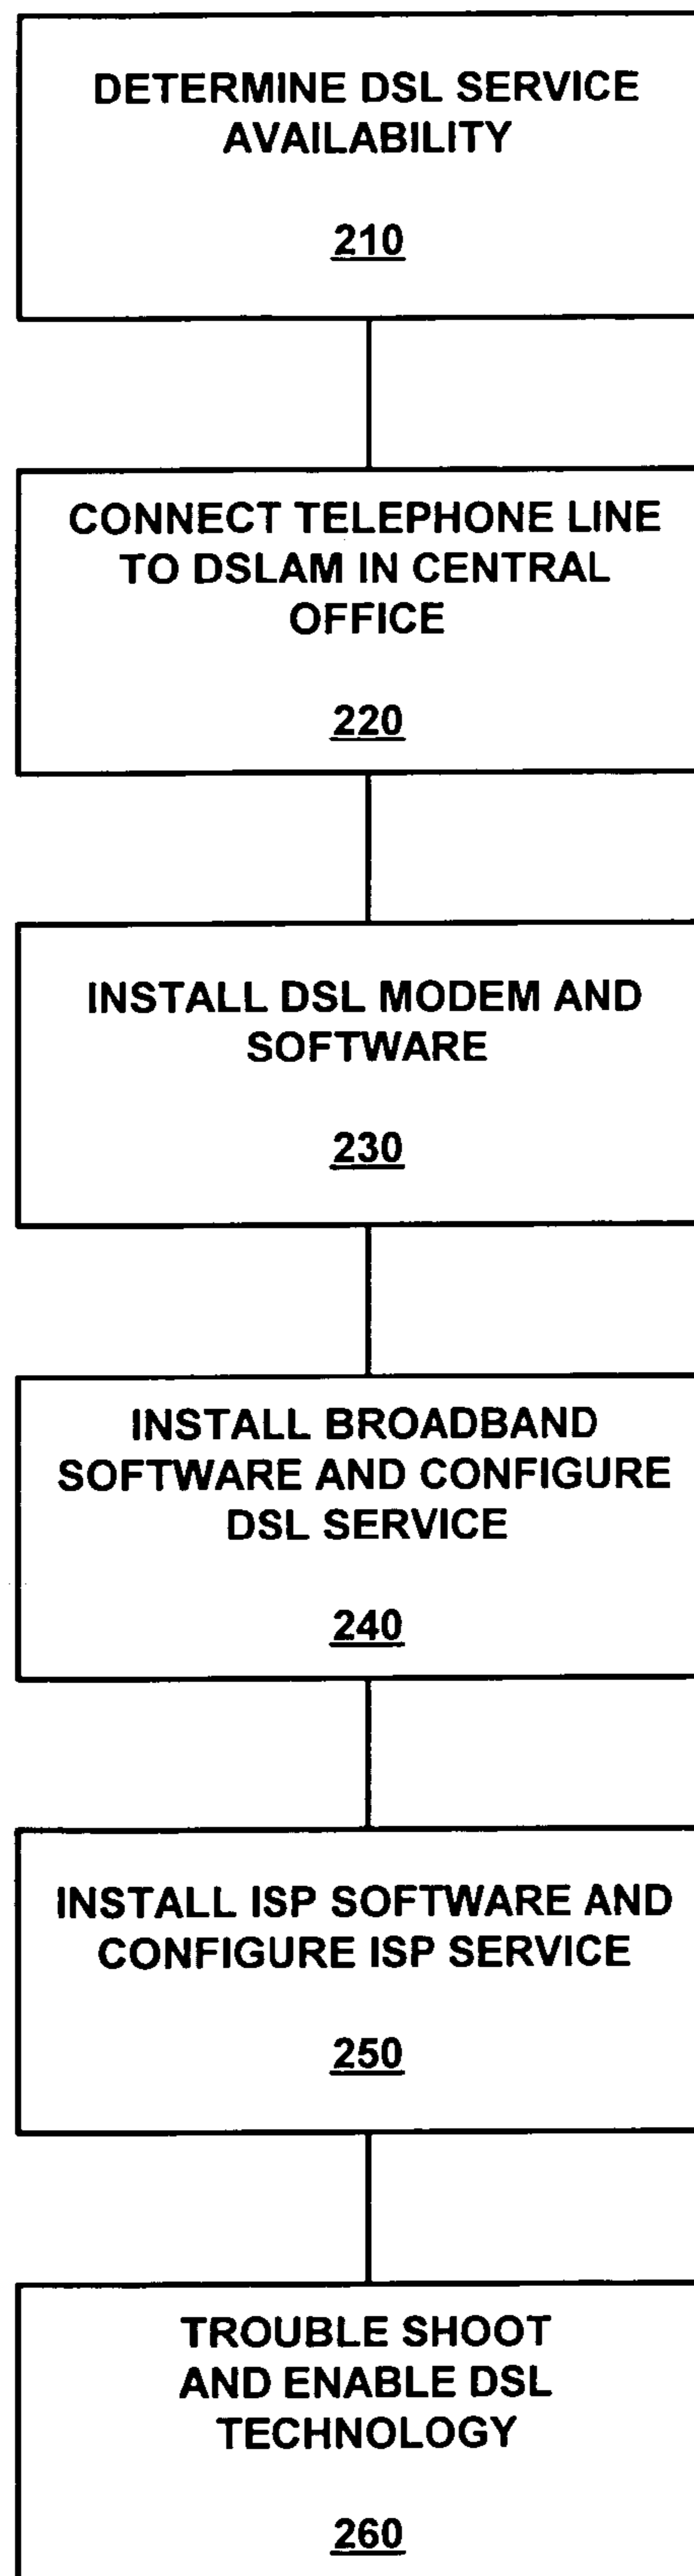 DETERMINE DSL SERVICE
AVAILABILITY
210
CONNECT TELEPHONE LINE
TO DSLAM IN CENTRAL
OFFICE
220
INSTALL DSL MODEM AND
SOFTWARE
230
INSTALL BROADBAND
SOFTWARE AND CONFIGURE
DSL SERVICE
240
INSTALL ISP SOFTWARE AND
CONFIGURE ISP SERVICE
250
TROUBLE SHOOT
AND ENABLE DSL
TECHNOLOGY
260